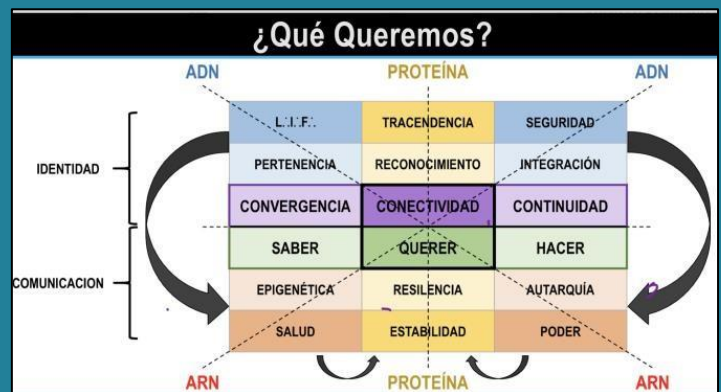 ¿Qué Queremos?
ADN PROTEÍNA ADN
L∴I∴F∴ TRACENDENCIA SEGURIDAD
PERTENENCIA RECONOCIMIENTO INTEGRACIÓN
IDENTIDAD
CONVERGENCIA CONECTIVIDAD CONTINUIDAD
SABER QUERER HACER
COMUNICACION
EPIGENÉTICA RESILENCIA AUTARQUÍA
SALUD ESTABILIDAD PODER
ARN PROTEÍNA ARN